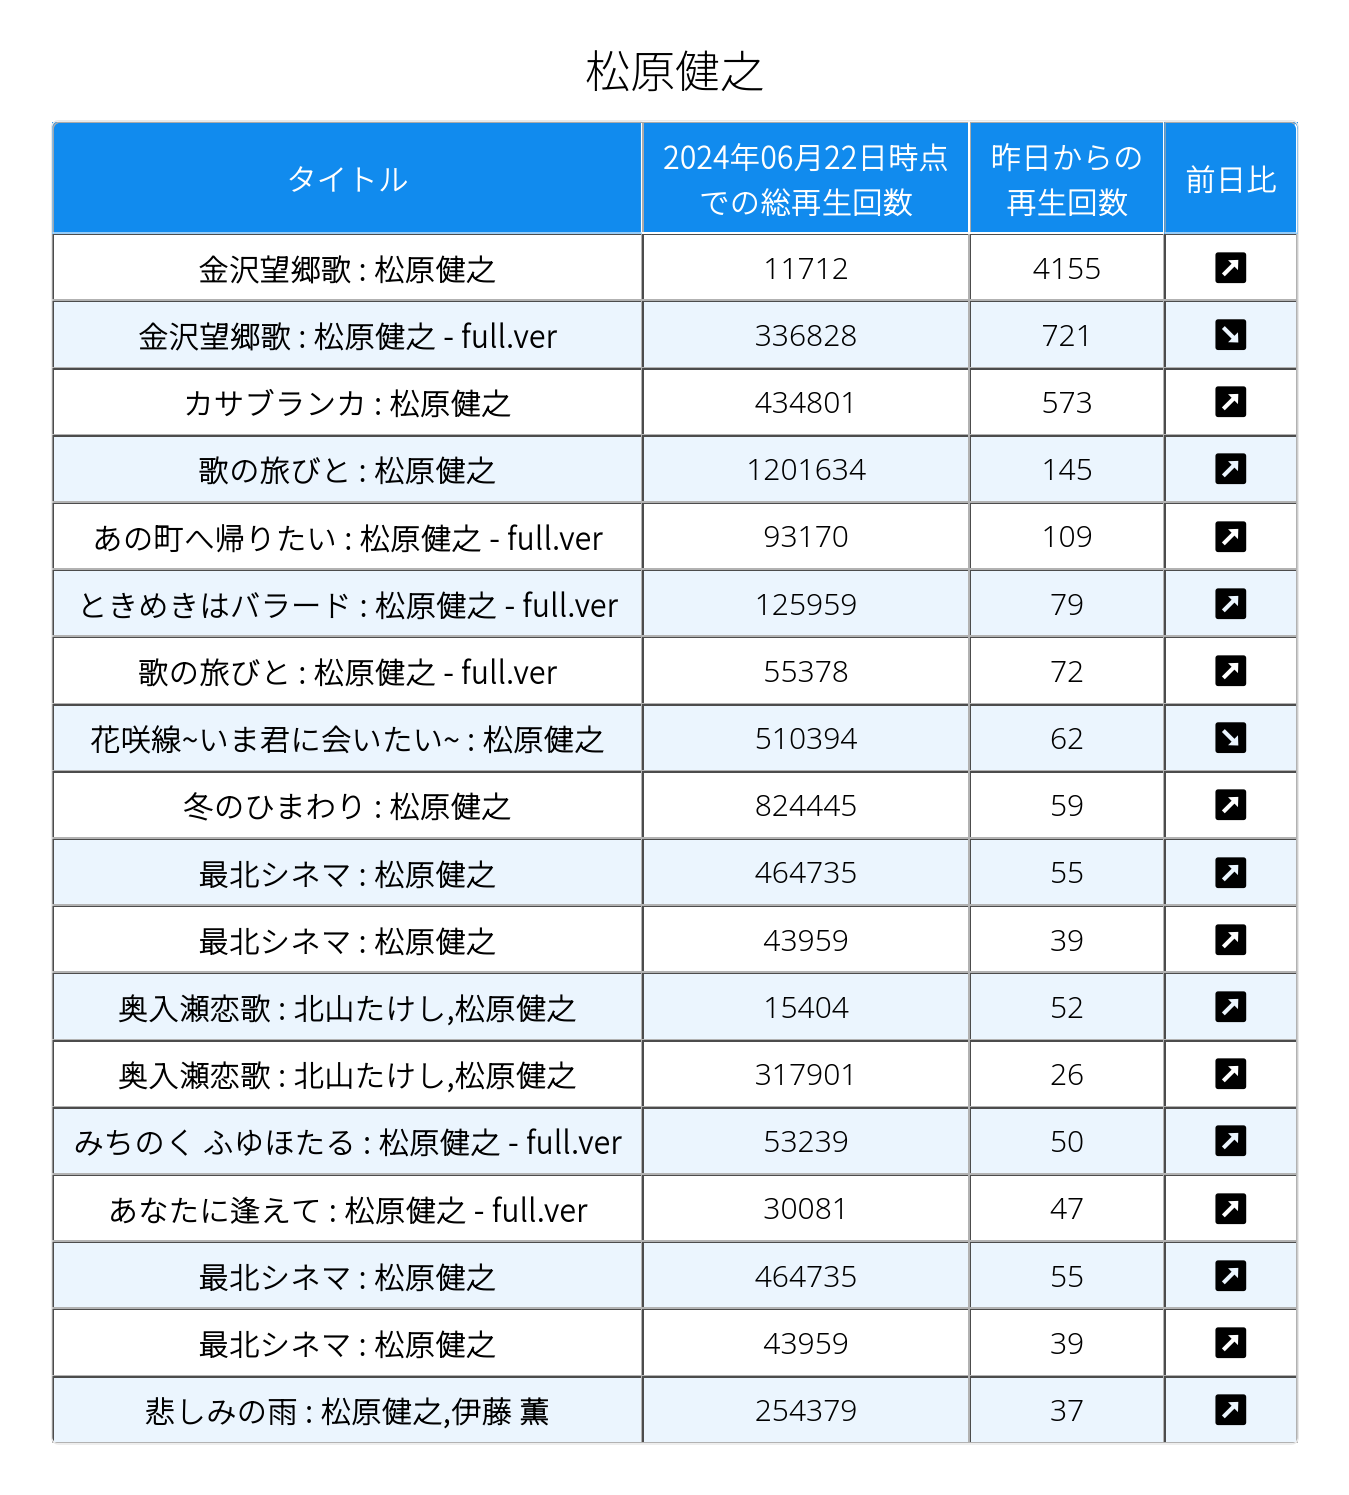 松原健之
タイトル 2024年06月22日時点での総再生回数 昨日からの再生回数 前日比
金沢望郷歌 : 松原健之 11712 4155
金沢望郷歌 : 松原健之 - full.ver 336828 721
カサブランカ : 松原健之 434801 573
歌の旅びと : 松原健之 1201634 145
あの町へ帰りたい : 松原健之 - full.ver 93170 109
ときめきはバラード : 松原健之 - full.ver 125959 79
歌の旅びと : 松原健之 - full.ver 55378 72
花咲線~いま君に会いたい~ : 松原健之 510394 62
冬のひまわり : 松原健之 824445 59
最北シネマ : 松原健之 464735 55
最北シネマ : 松原健之 43959 39
奥入瀬恋歌 : 北山たけし,松原健之 15404 52
奥入瀬恋歌 : 北山たけし,松原健之 317901 26
みちのく ふゆほたる : 松原健之 - full.ver 53239 50
あなたに逢えて : 松原健之 - full.ver 30081 47
最北シネマ : 松原健之 464735 55
最北シネマ : 松原健之 43959 39
悲しみの雨 : 松原健之,伊藤 薫 254379 37